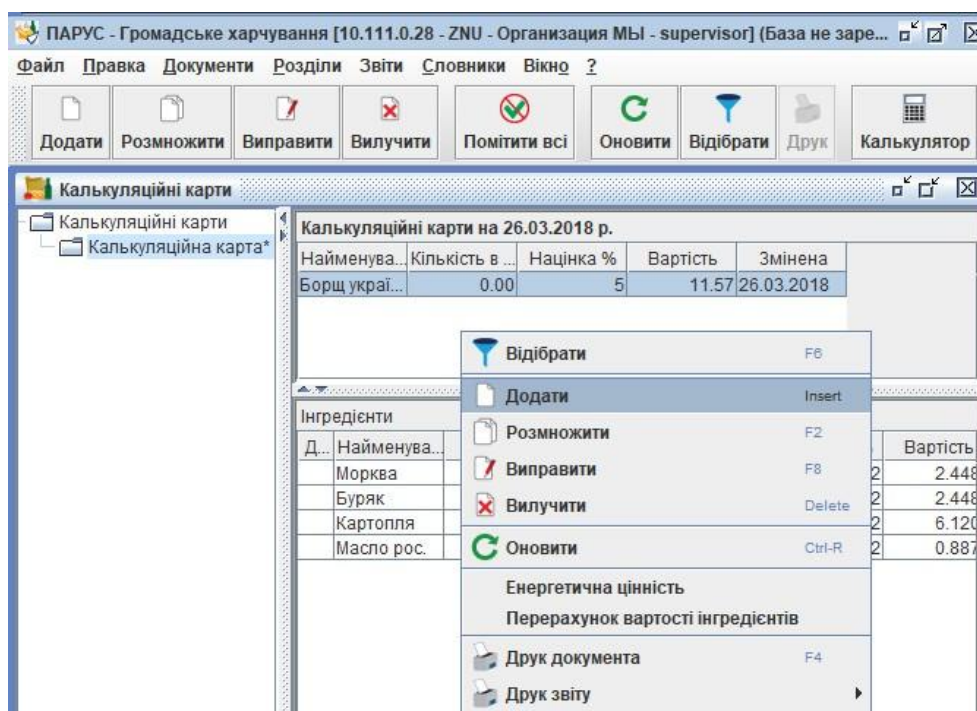 ПАРУС - Громадське харчування [10.111.0.28 - ZNU - Организация МЫ - supervisor] (База не заре...
Файл Правка Документи Розділи Звіти Словники Вікно ?
Додати Розмножити Виправити Вилучити Помітити всі Оновити Відібрати Друк Калькулятор
Калькуляційні карти
Калькуляційні карти
Калькуляційна карта*
Калькуляційні карти на 26.03.2018 р.
Найменува... Кількість в ... Націнка % Вартість Змінена
Борщ украї... 0.00 5 11.57 26.03.2018
Відібрати F6
Додати Insert
Розмножити F2
Виправити F8
Вилучити Delete
Оновити Ctrl-R
Енергетична цінність
Перерахунок вартості інгредієнтів
Друк документа F4
Друк звіту
Інгредієнти
Д... Найменува... Вартість
Морква 2 2.448
Буряк 2 2.448
Картопля 2 6.120
Масло рос. 2 0.887